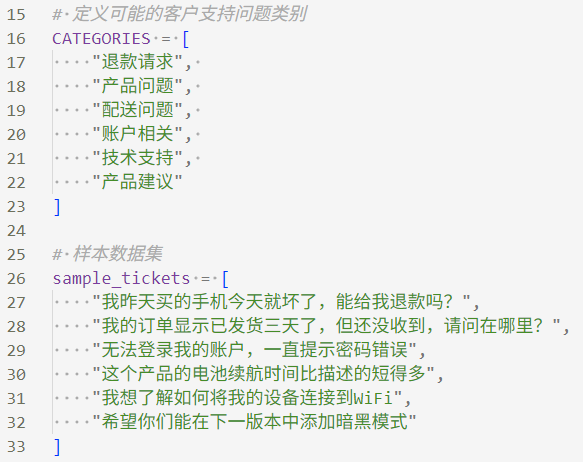 15 # 定义可能的客户支持问题类别
16 CATEGORIES = [
17     "退款请求",
18     "产品问题",
19     "配送问题",
20     "账户相关",
21     "技术支持",
22     "产品建议"
23 ]
24
25 # 样本数据集
26 sample_tickets = [
27     "我昨天买的手机今天就坏了，能给我退款吗？",
28     "我的订单显示已发货三天了，但还没收到，请问在哪里？",
29     "无法登录我的账户，一直提示密码错误",
30     "这个产品的电池续航时间比描述的短得多",
31     "我想了解如何将我的设备连接到WiFi",
32     "希望你们能在下一版本中添加暗黑模式"
33 ]